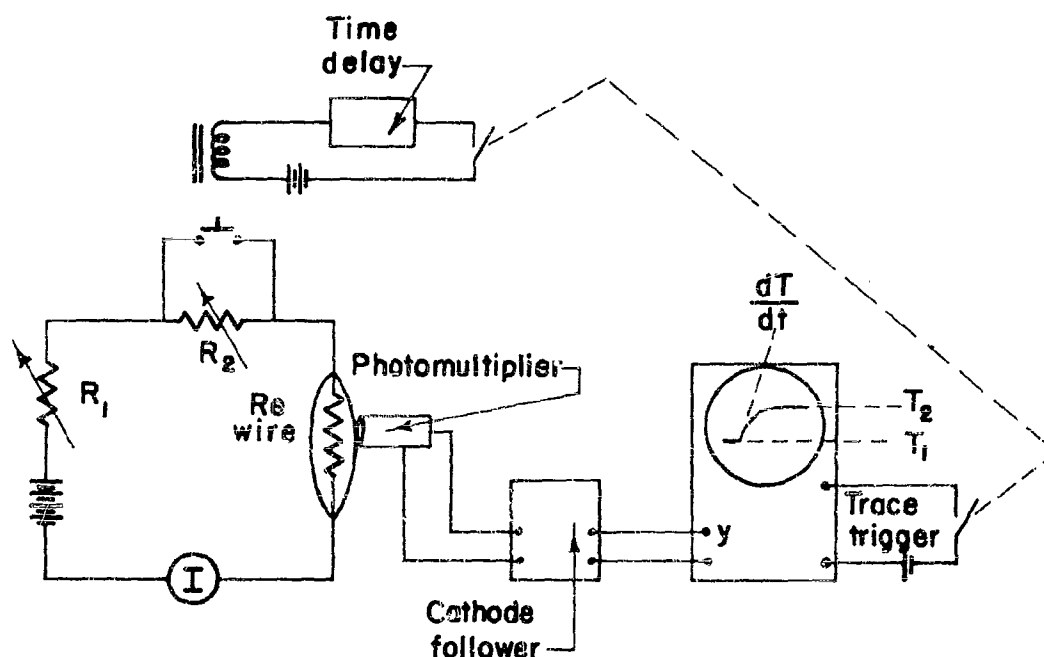 Time
delay
R2
R1
Photomultiplier
Re
wire
I
dT
dt
T2
T1
y
Trace
trigger
Cathode
follower